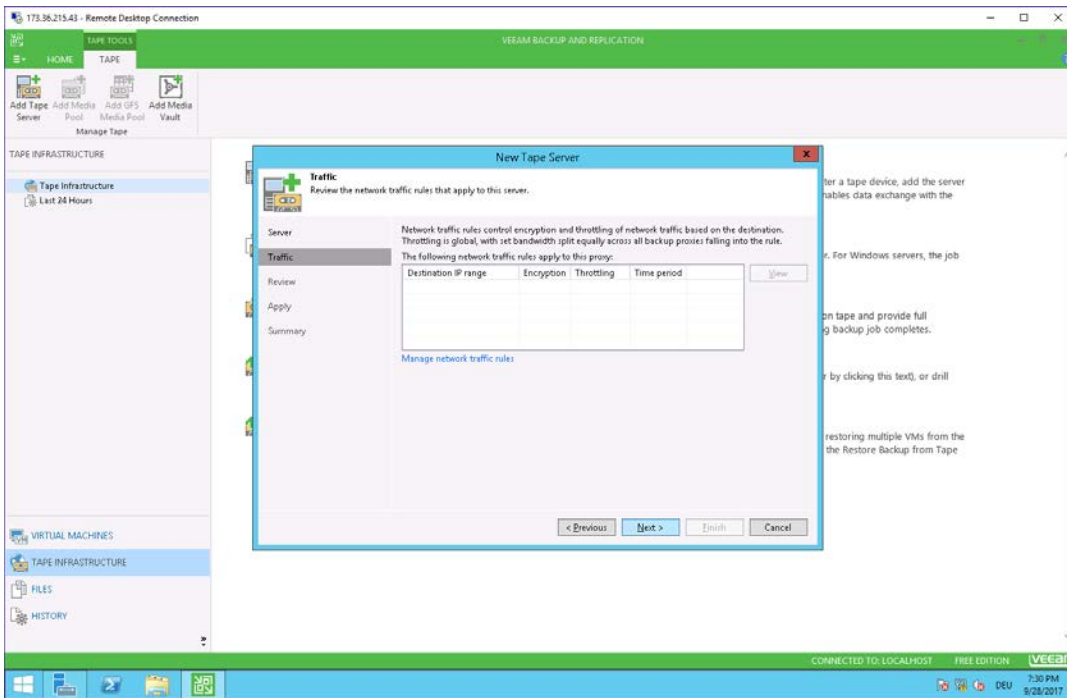 173.36.215.43 - Remote Desktop Connection
TAPE TOOLS
VEEAM BACKUP AND REPLICATION
HOME
TAPE
Add Tape Server
Add Media Pool
Add GFS Media Pool
Add Media Vault
Manage Tape
TAPE INFRASTRUCTURE
Tape Infrastructure
Last 24 Hours
New Tape Server
Traffic
Review the network traffic rules that apply to this server.
Server
Traffic
Review
Apply
Summary
Network traffic rules control encryption and throttling of network traffic based on the destination.
Throttling is global, with set bandwidth split equally across all backup proxies falling into the rule.
The following network traffic rules apply to this proxy:
Destination IP range
Encryption
Throttling
Time period
View
Manage network traffic rules
< Previous
Next >
Finish
Cancel
ter a tape device, add the server
nables data exchange with the
r. For Windows servers, the job
on tape and provide full
g backup job completes.
r by clicking this text), or drill
restoring multiple VMs from the
the Restore Backup from Tape
VIRTUAL MACHINES
TAPE INFRASTRUCTURE
FILES
HISTORY
CONNECTED TO: LOCALHOST
FREE EDITION
veeam
DEU
7:30 PM
9/28/2017